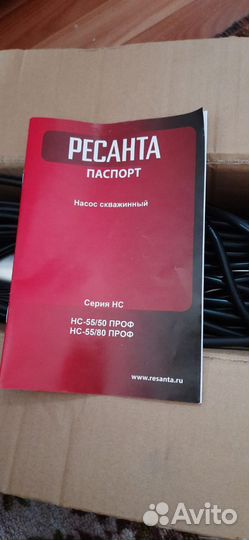 РЕСАНТА
ПАСПОРТ
Насос скважинный
Серия НС
НС-55/50 ПРОФ
НС-55/80 ПРОФ
www.resanta.ru
Avito